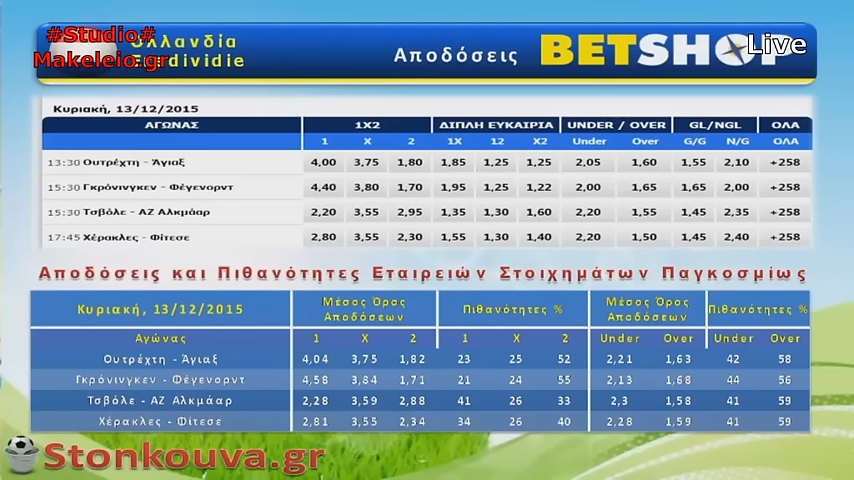 #Studio#
Makeleio.gr
Ολλανδία
Eredividie
Αποδόσεις
BETSHOP
Live
Κυριακή, 13/12/2015
ΑΓΩΝΑΣ 1X2 ΔΙΠΛΗ ΕΥΚΑΙΡΙΑ UNDER / OVER GL/NGL ΟΛΑ
1 X 2 1X 12 X2 Under Over G/G N/G ΟΛΑ
13:30 Ουτρέχτη - Άγιαξ 4,00 3,75 1,80 1,85 1,25 1,25 2,05 1,60 1,55 2,10 +258
15:30 Γκρόνινγκεν - Φέγενορντ 4,40 3,80 1,70 1,95 1,25 1,22 2,00 1,65 1,65 2,00 +258
15:30 Τσβόλε - ΑΖ Αλκμάαρ 2,20 3,55 2,95 1,35 1,30 1,60 2,20 1,55 1,45 2,35 +258
17:45 Χέρακλες - Φίτεσε 2,80 3,55 2,30 1,55 1,30 1,40 2,20 1,50 1,45 2,40 +258
Αποδόσεις και Πιθανότητες Εταιρειών Στοιχημάτων Παγκοσμίως
Κυριακή, 13/12/2015 Μέσος Όρος Αποδόσεων Πιθανότητες % Μέσος Όρος Αποδόσεων Πιθανότητες %
Αγώνας 1 X 2 1 X 2 Under Over Under Over
Ουτρέχτη - Άγιαξ 4,04 3,75 1,82 23 25 52 2,21 1,63 42 58
Γκρόνινγκεν - Φέγενορντ 4,58 3,84 1,71 21 24 55 2,13 1,68 44 56
Τσβόλε - ΑΖ Αλκμάαρ 2,28 3,59 2,88 41 26 33 2,3 1,58 41 59
Χέρακλες - Φίτεσε 2,81 3,55 2,34 34 26 40 2,28 1,59 41 59
Stonkouva.gr